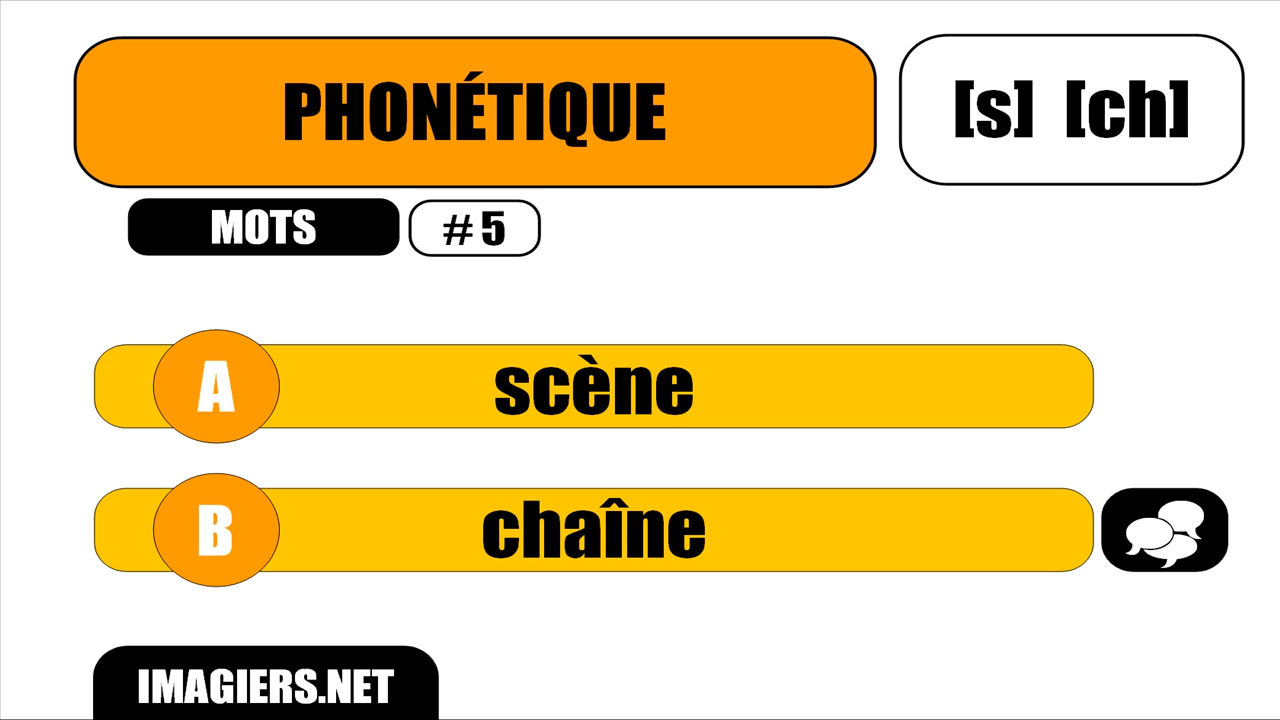 PHONÉTIQUE
[s] [ch]
MOTS
# 5
A
scène
B
chaîne
IMAGIERS.NET